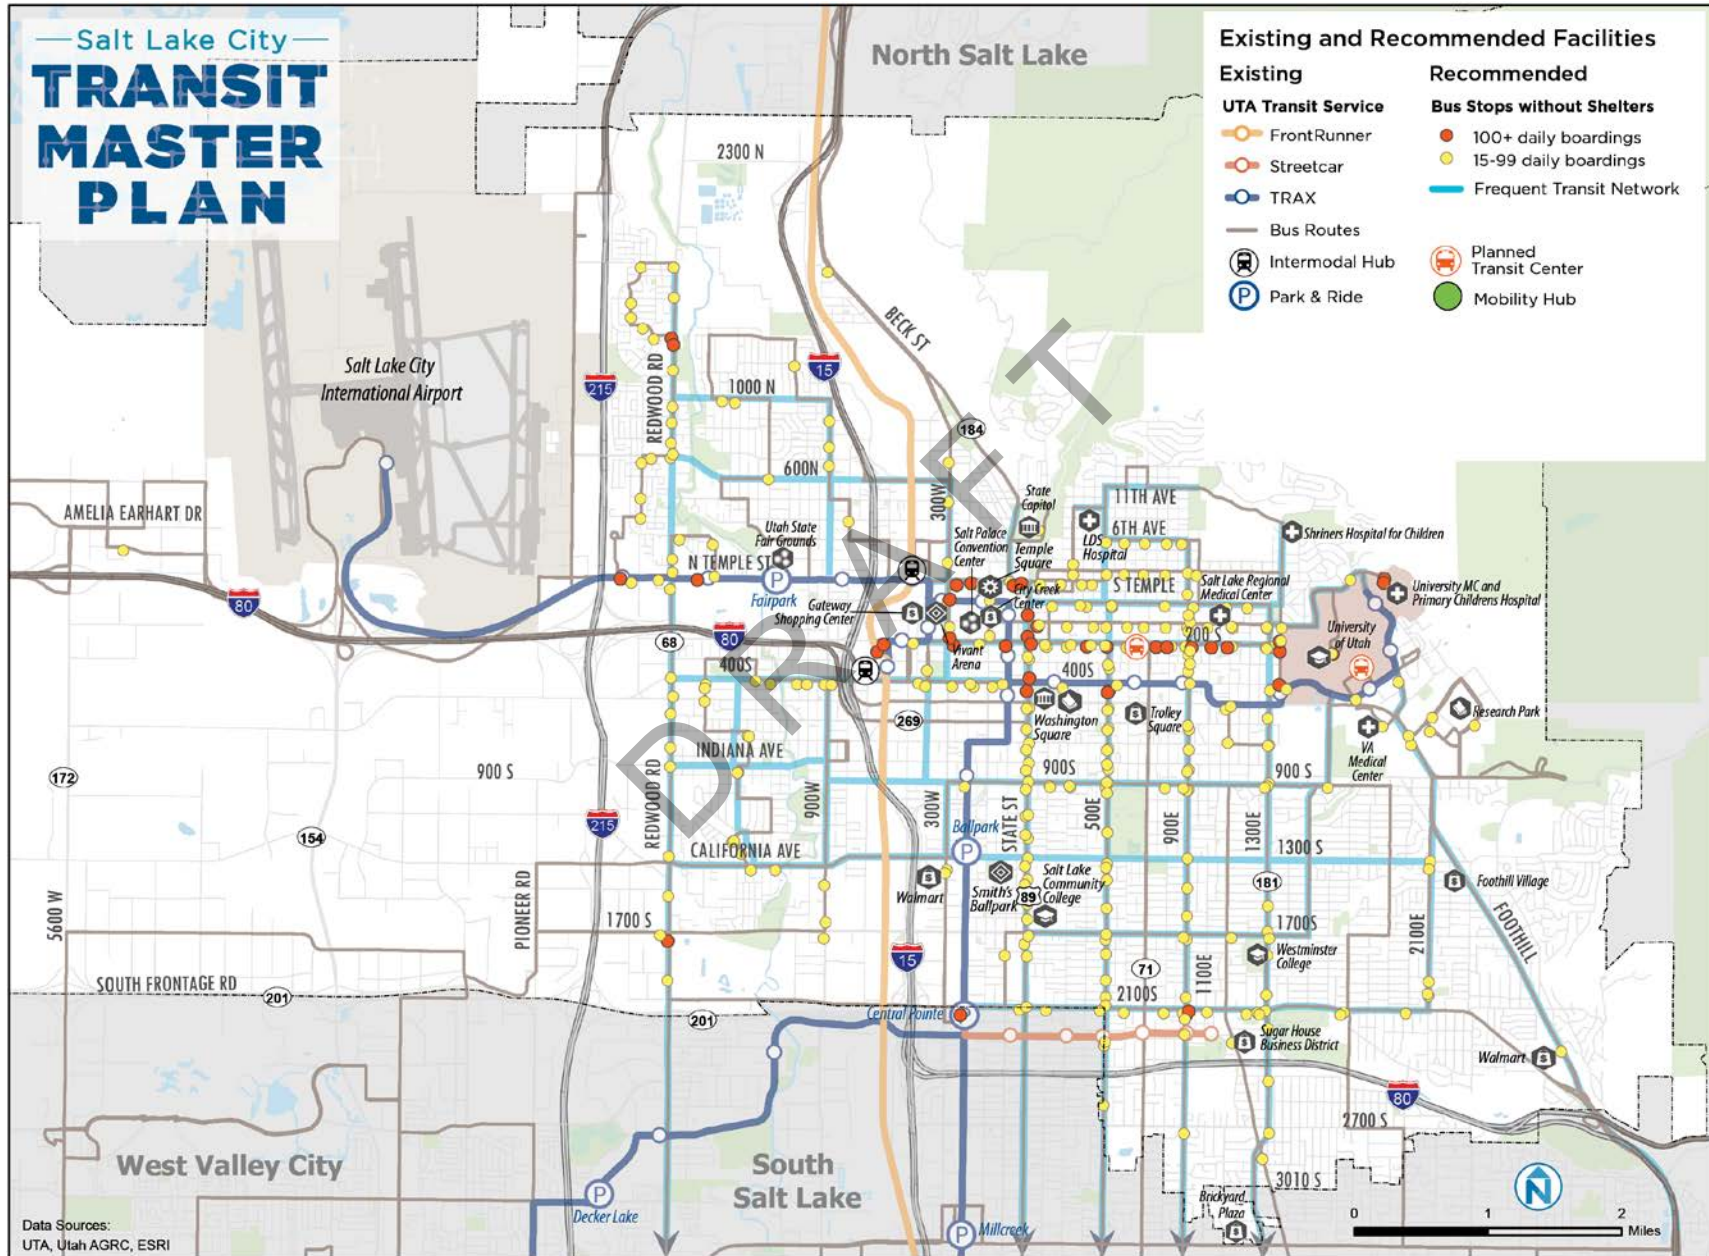 Salt Lake City
TRANSIT
MASTER
PLAN
Existing and Recommended Facilities
Existing
UTA Transit Service
FrontRunner
Streetcar
TRAX
Bus Routes
Intermodal Hub
P Park & Ride
Recommended
Bus Stops without Shelters
100+ daily boardings
15-99 daily boardings
Frequent Transit Network
Planned
Transit Center
Mobility Hub
North Salt Lake
2300 N
BECK ST
Salt Lake City
International Airport
215
15
REDWOOD RD
1000 N
184
600N
300W
State
Capitol
11TH AVE
6TH AVE
LDS
Hospital
Shriners Hospital for Children
AMELIA EARHART DR
Utah State
Fair Grounds
Salt Palace
Convention
Center
Temple
Square
N TEMPLE ST
P
Fairpark
S TEMPLE
Salt Lake Regional
Medical Center
University MC and
Primary Childrens Hospital
City Creek
Center
Gateway
Shopping Center
80
80
68
200 S
University
of Utah
Vivant
Arena
400S
400S
269
Washington
Square
Trolley
Square
Research Park
VA
Medical
Center
INDIANA AVE
172
900 S
900S
900 S
REDWOOD RD
900W
300W
STATE ST
500E
900E
1300E
215
154
Ballpark
P
CALIFORNIA AVE
1300 S
Walmart
Smith's
Ballpark
Salt Lake
Community
College
89
181
Foothill Village
5600 W
PIONEER RD
1700 S
1700S
2100E
FOOTHILL
15
Westminster
College
71
1100E
SOUTH FRONTAGE RD
201
201
2100S
Central Pointe
P
Sugar House
Business District
Walmart
80
2700 S
West Valley City
South
Salt Lake
3010 S
P
Decker Lake
Brickyard
Plaza
P
Millcreek
N
0 1 2
Miles
Data Sources:
UTA, Utah AGRC, ESRI
DRAFT